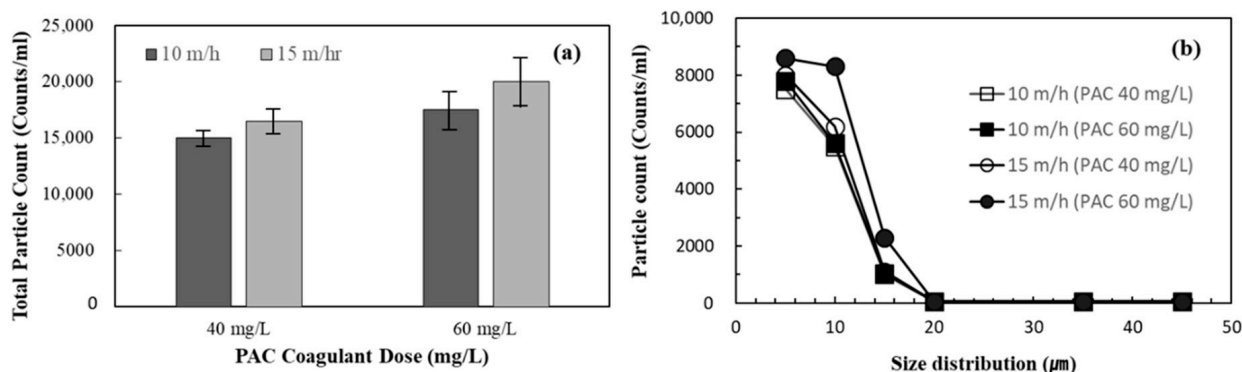 25,000
20,000
15,000
10,000
5000
0
Total Particle Count (Counts/ml)
10 m/h
15 m/hr
(a)
40 mg/L
60 mg/L
PAC Coagulant Dose (mg/L)
10,000
8000
6000
4000
2000
0
Particle count (Counts/ml)
(b)
10 m/h (PAC 40 mg/L)
10 m/h (PAC 60 mg/L)
15 m/h (PAC 40 mg/L)
15 m/h (PAC 60 mg/L)
0 10 20 30 40 50
Size distribution (㎛)